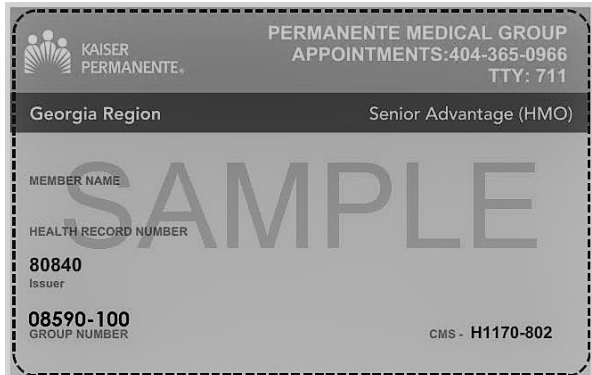 KAISER
PERMANENTE®
PERMANENTE MEDICAL GROUP
APPOINTMENTS:404-365-0966
TTY: 711
Georgia Region
Senior Advantage (HMO)
SAMPLE
MEMBER NAME
HEALTH RECORD NUMBER
80840
Issuer
08590-100
GROUP NUMBER
CMS - H1170-802